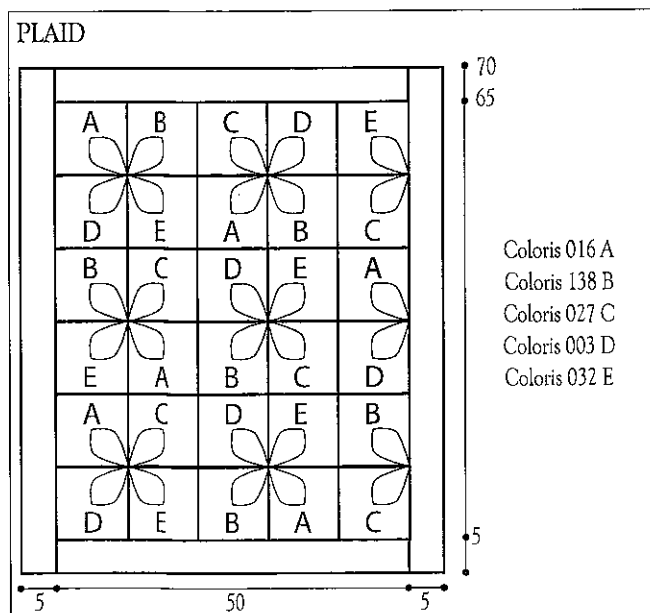 PLAID
70
65
A B C D E
D E A B C
B C D E A
E A B C D
A C D E B
D E B A C
5
5 50 5
Coloris 016 A
Coloris 138 B
Coloris 027 C
Coloris 003 D
Coloris 032 E